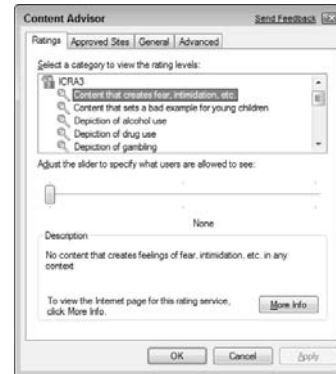 Content Advisor Send Feedback
Ratings Approved Sites General Advanced
Select a category to view the rating levels:
ICRA3
Content that creates fear, intimidation, etc.
Content that sets a bad example for young children
Depiction of alcohol use
Depiction of drug use
Depiction of gambling
Adjust the slider to specify what users are allowed to see:
None
Description
No content that creates feelings of fear, intimidation, etc. in any
context
To view the Internet page for this rating service,
click More Info.
More Info
OK Cancel Apply